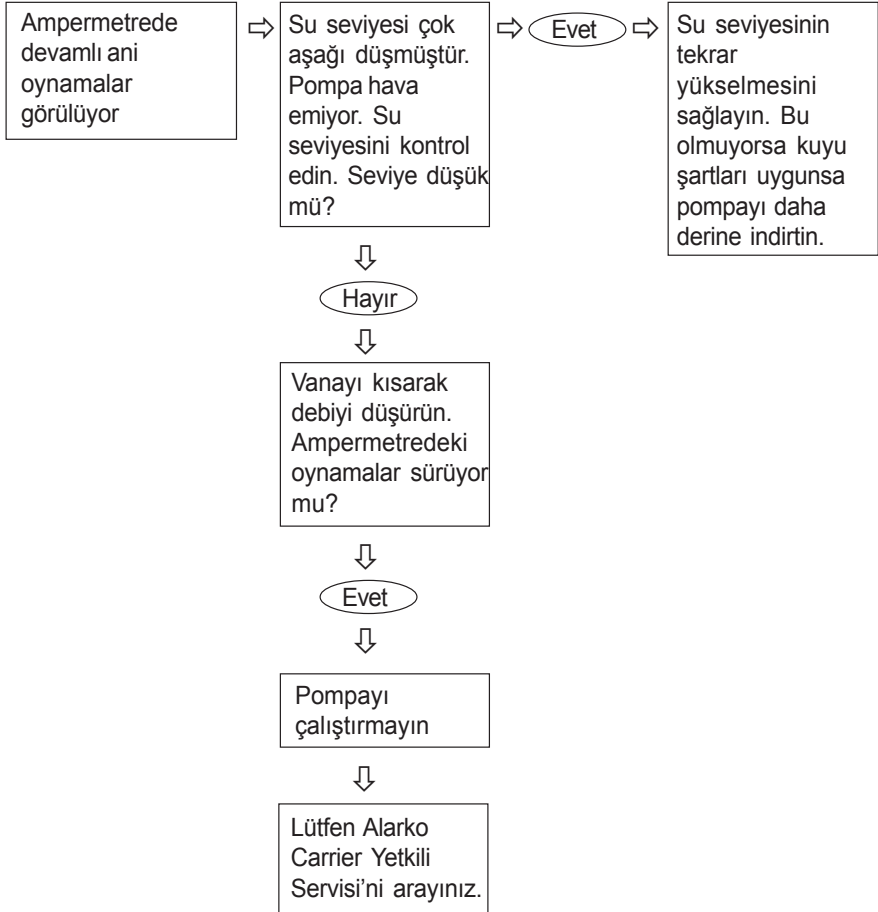 Ampermetrede
devamlı ani
oynamalar
görülüyor
Su seviyesi çok
aşağı düşmüştür.
Pompa hava
emiyor. Su
seviyesini kontrol
edin. Seviye düşük
mü?
Evet
Su seviyesinin
tekrar
yükselmesini
sağlayın. Bu
olmuyorsa kuyu
şartları uygunsa
pompayı daha
derine indirtin.
Hayır
Vanayı kısarak
debiyi düşürün.
Ampermetredeki
oynamalar sürüyor
mu?
Evet
Pompayı
çalıştırmayın
Lütfen Alarko
Carrier Yetkili
Servisi’ni arayınız.